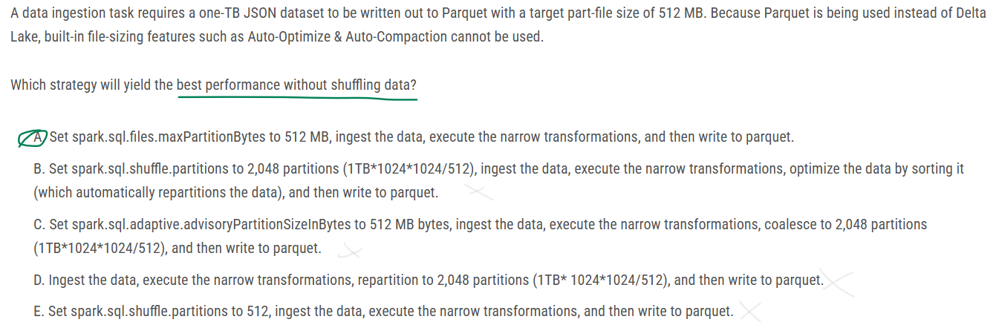 A data ingestion task requires a one-TB JSON dataset to be written out to Parquet with a target part-file size of 512 MB. Because Parquet is being used instead of Delta
Lake, built-in file-sizing features such as Auto-Optimize & Auto-Compaction cannot be used.
Which strategy will yield the best performance without shuffling data?
A. Set spark.sql.files.maxPartitionBytes to 512 MB, ingest the data, execute the narrow transformations, and then write to parquet.
B. Set spark.sql.shuffle.partitions to 2,048 partitions (1TB*1024*1024/512), ingest the data, execute the narrow transformations, optimize the data by sorting it
(which automatically repartitions the data), and then write to parquet.
C. Set spark.sql.adaptive.advisoryPartitionSizeInBytes to 512 MB bytes, ingest the data, execute the narrow transformations, coalesce to 2,048 partitions
(1TB*1024*1024/512), and then write to parquet.
D. Ingest the data, execute the narrow transformations, repartition to 2,048 partitions (1TB* 1024*1024/512), and then write to parquet.
E. Set spark.sql.shuffle.partitions to 512, ingest the data, execute the narrow transformations, and then write to parquet.